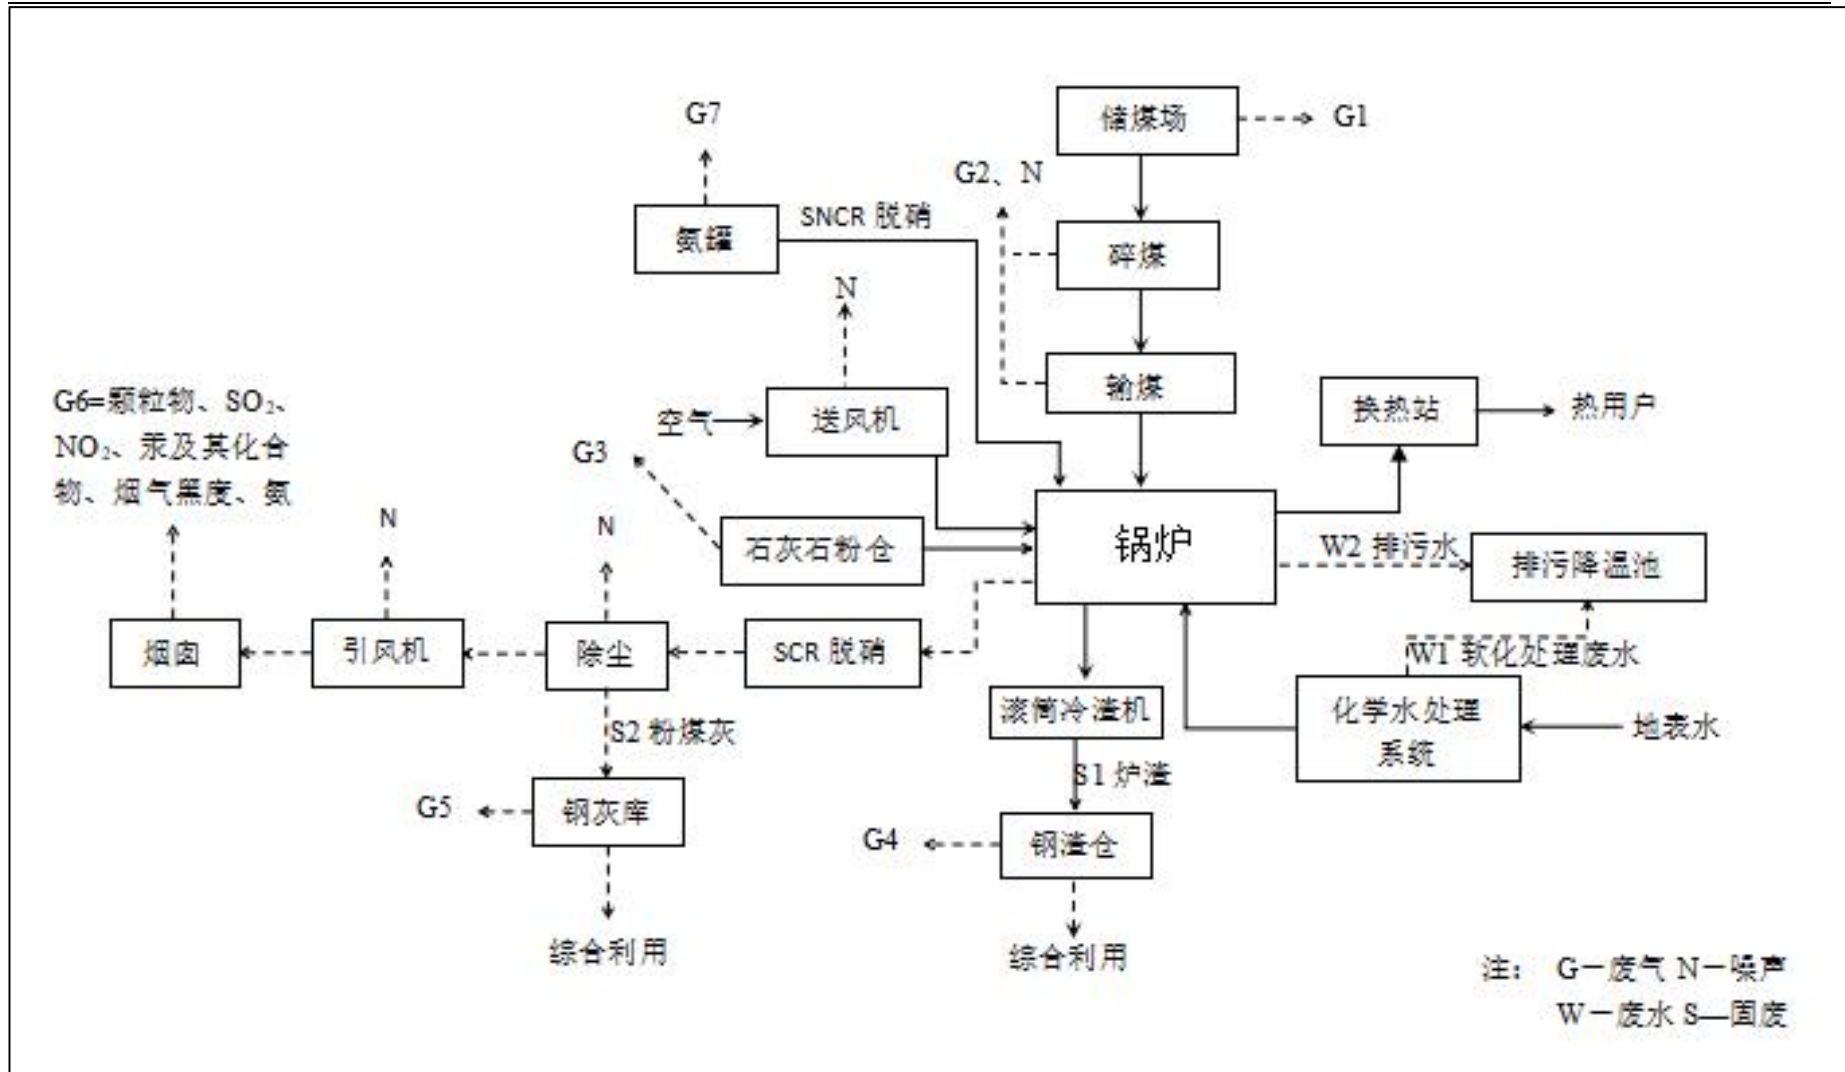 G7
储煤场
G1
G2、N
SNCR 脱硝
氨罐
碎煤
N
输煤
G6=颗粒物、SO₂、
NO₂、汞及其化合
物、烟气黑度、氨
空气
送风机
换热站
热用户
G3
N
N
石灰石粉仓
锅炉
W2 排污水
排污降温池
烟囱
引风机
除尘
SCR 脱硝
W1 软化处理废水
S2 粉煤灰
滚筒冷渣机
化学水处理
系统
地表水
S1 炉渣
G5
钢灰库
G4
钢渣仓
综合利用
综合利用
注： G－废气 N－噪声
W－废水 S—固废